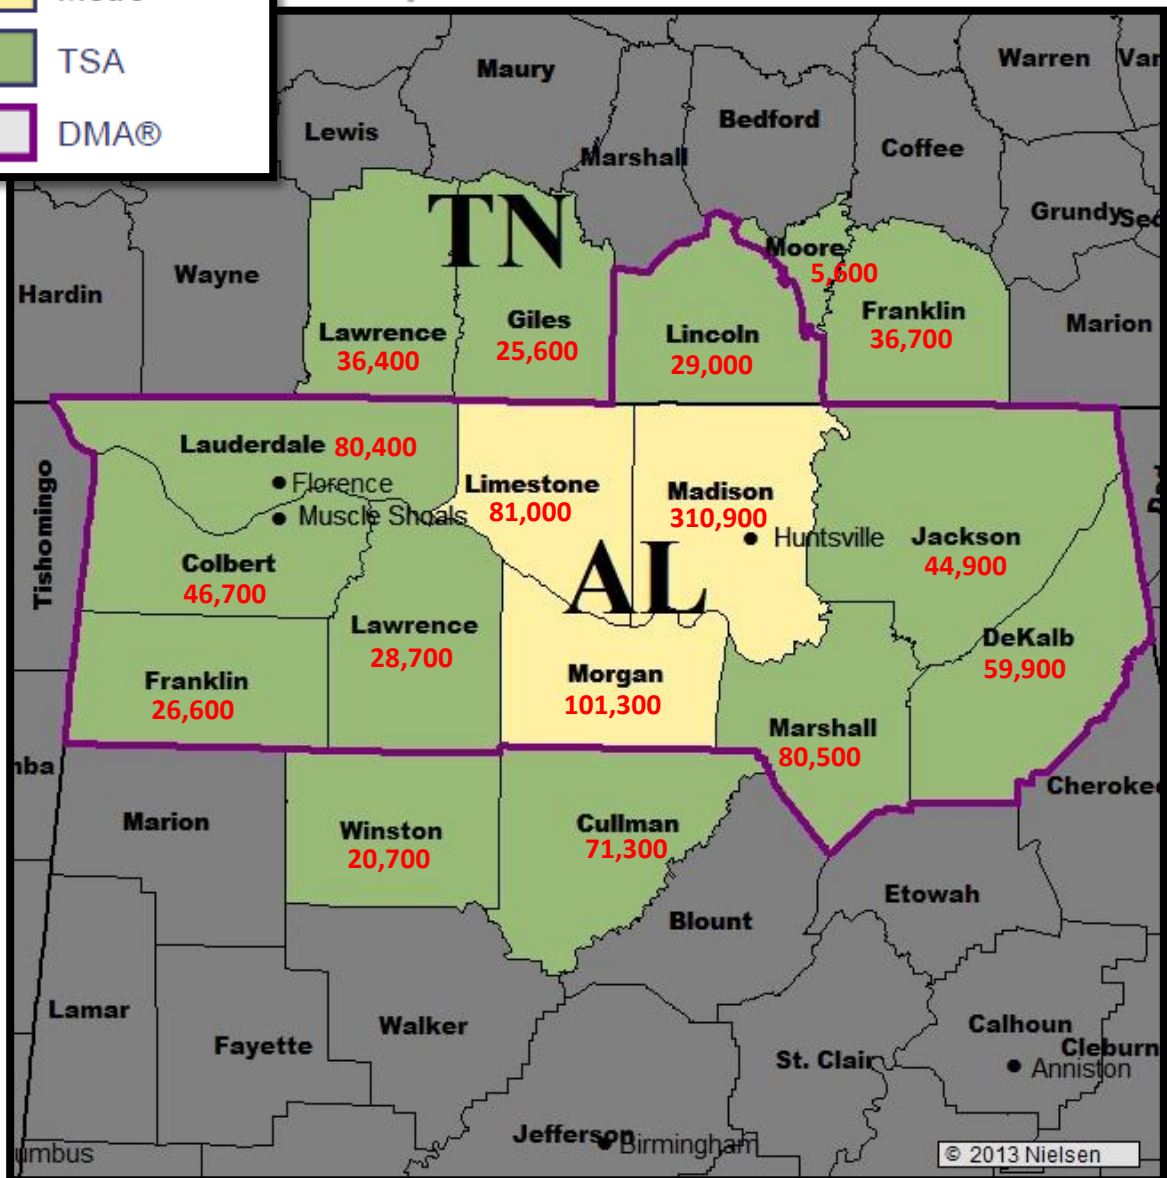 TSA
DMA®
Maury
Warren
Lewis
Bedford
Marshall
Coffee
TN
Grundy
Moore
5,600
Wayne
Hardin
Franklin
36,700
Marion
Giles
25,600
Lawrence
36,400
Lincoln
29,000
Lauderdale 80,400
Florence
Muscle Shoals
Limestone
81,000
Madison
310,900
Huntsville
Jackson
44,900
Tishomingo
Colbert
46,700
AL
Lawrence
28,700
DeKalb
59,900
Franklin
26,600
Morgan
101,300
Marshall
80,500
Marion
Winston
20,700
Cullman
71,300
Cherokee
Etowah
Blount
Lamar
Fayette
Walker
Calhoun
Cleburn
Anniston
St. Clair
Jefferson
Birmingham
umbus
© 2013 Nielsen